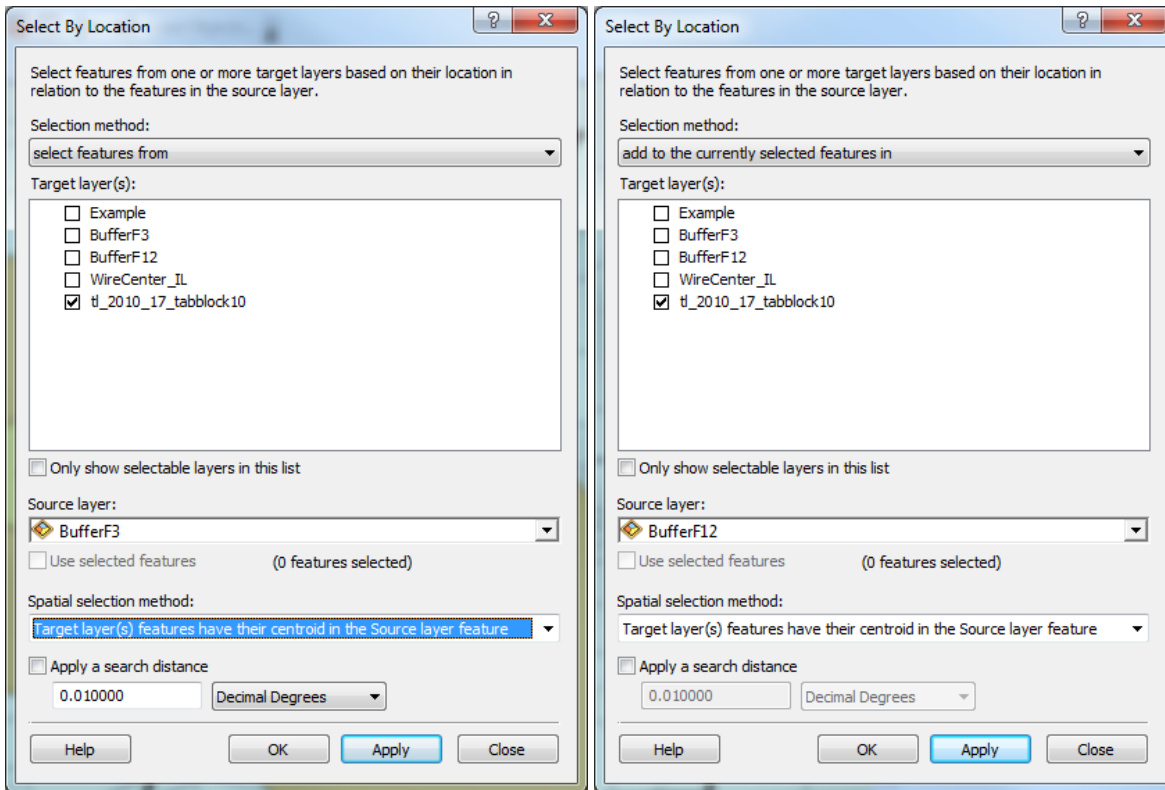 Select By Location
Select features from one or more target layers based on their location in
relation to the features in the source layer.
Selection method:
select features from
Target layer(s):
Example
BufferF3
BufferF12
WireCenter_IL
tl_2010_17_tabblock10
Only show selectable layers in this list
Source layer:
BufferF3
Use selected features (0 features selected)
Spatial selection method:
Target layer(s) features have their centroid in the Source layer feature
Apply a search distance
0.010000 Decimal Degrees
Help OK Apply Close
Select By Location
Select features from one or more target layers based on their location in
relation to the features in the source layer.
Selection method:
add to the currently selected features in
Target layer(s):
Example
BufferF3
BufferF12
WireCenter_IL
tl_2010_17_tabblock10
Only show selectable layers in this list
Source layer:
BufferF12
Use selected features (0 features selected)
Spatial selection method:
Target layer(s) features have their centroid in the Source layer feature
Apply a search distance
0.010000 Decimal Degrees
Help OK Apply Close